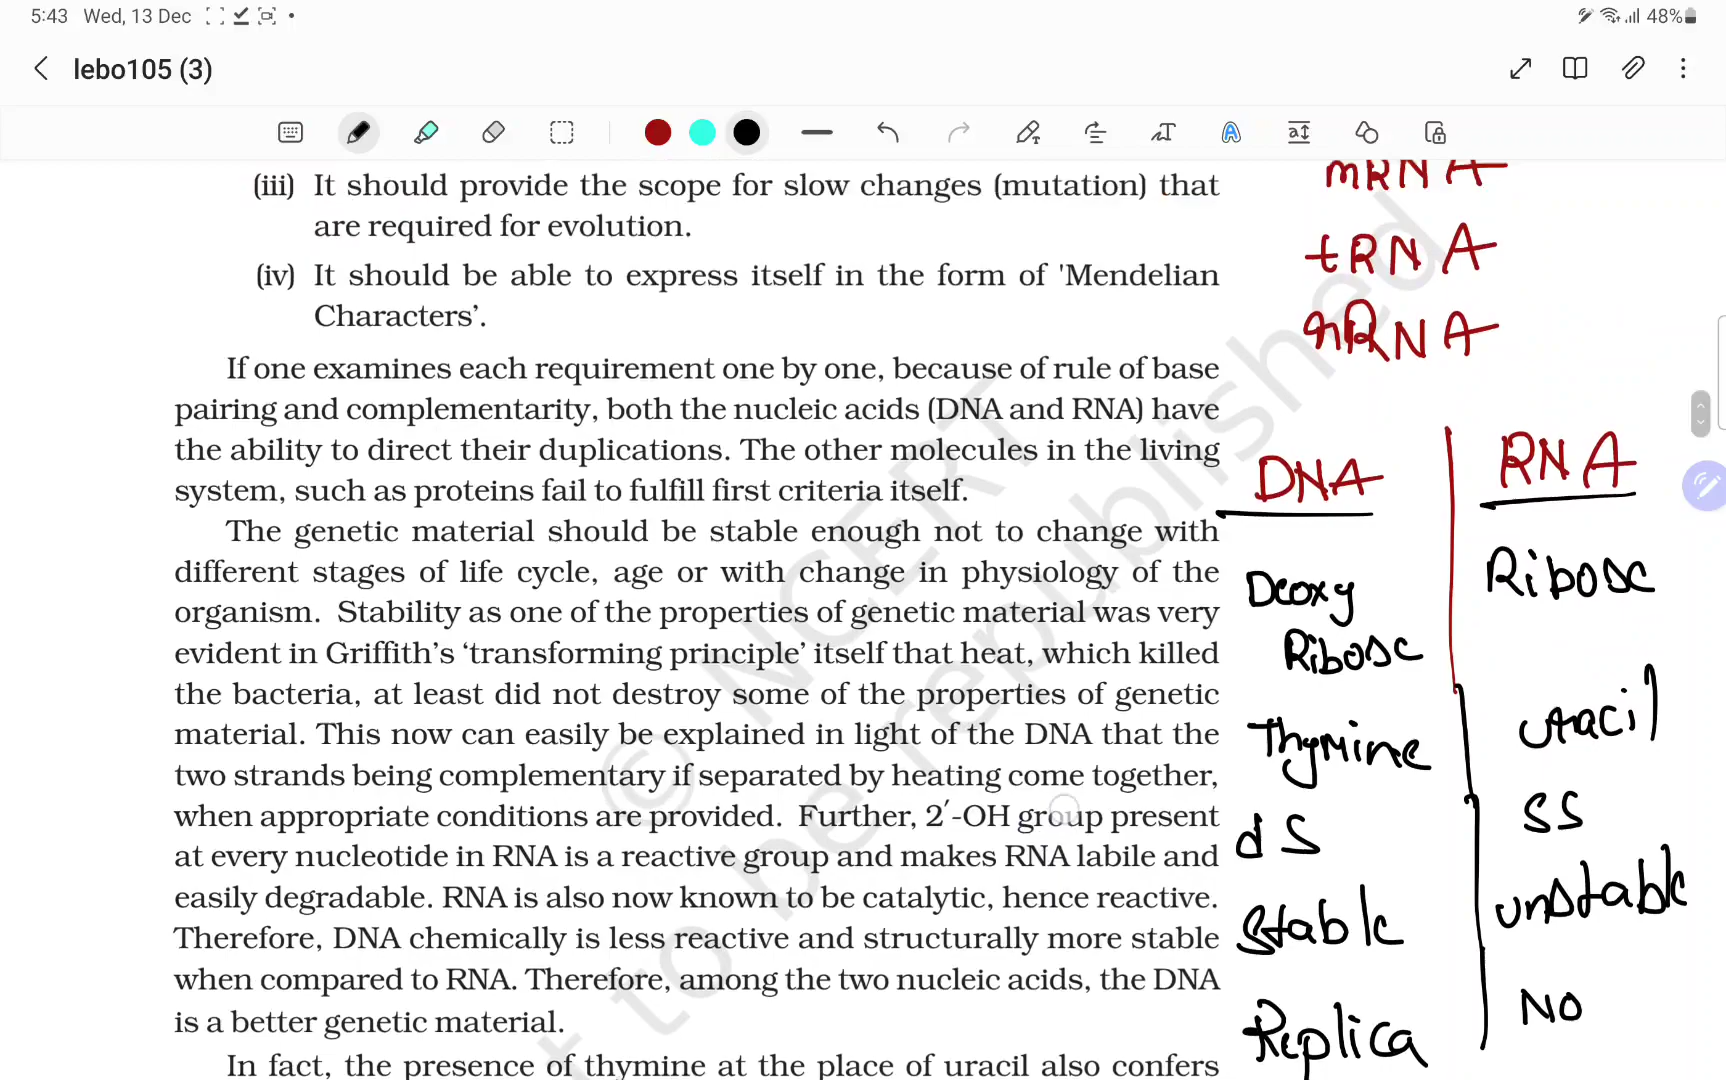 5:43 Wed, 13 Dec
48%
lebo105 (3)
(iii) It should provide the scope for slow changes (mutation) that
are required for evolution.
(iv) It should be able to express itself in the form of 'Mendelian
Characters’.
If one examines each requirement one by one, because of rule of base
pairing and complementarity, both the nucleic acids (DNA and RNA) have
the ability to direct their duplications. The other molecules in the living
system, such as proteins fail to fulfill first criteria itself.
The genetic material should be stable enough not to change with
different stages of life cycle, age or with change in physiology of the
organism. Stability as one of the properties of genetic material was very
evident in Griffith’s ‘transforming principle’ itself that heat, which killed
the bacteria, at least did not destroy some of the properties of genetic
material. This now can easily be explained in light of the DNA that the
two strands being complementary if separated by heating come together,
when appropriate conditions are provided. Further, 2′-OH group present
at every nucleotide in RNA is a reactive group and makes RNA labile and
easily degradable. RNA is also now known to be catalytic, hence reactive.
Therefore, DNA chemically is less reactive and structurally more stable
when compared to RNA. Therefore, among the two nucleic acids, the DNA
is a better genetic material.
In fact, the presence of thymine at the place of uracil also confers
© NCERT
not to be republished
mRNA
tRNA
rRNA
DNA
RNA
Deoxy
Ribose
Ribose
Thymine
Uracil
dS
SS
Stable
unstable
Replica
NO